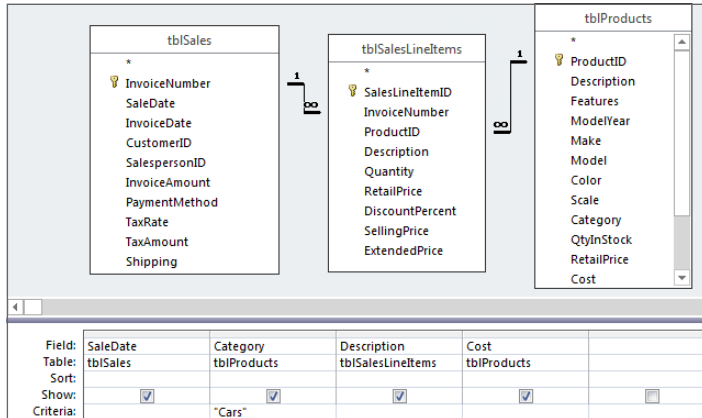 tblSales
*
InvoiceNumber
SaleDate
InvoiceDate
CustomerID
SalespersonID
InvoiceAmount
PaymentMethod
TaxRate
TaxAmount
Shipping
1
∞
tblSalesLineItems
*
SalesLineItemID
InvoiceNumber
ProductID
Description
Quantity
RetailPrice
DiscountPercent
SellingPrice
ExtendedPrice
1
∞
tblProducts
*
ProductID
Description
Features
ModelYear
Make
Model
Color
Scale
Category
QtyInStock
RetailPrice
Cost
Field: SaleDate Category Description Cost
Table: tblSales tblProducts tblSalesLineItems tblProducts
Sort:
Show:
Criteria: "Cars"